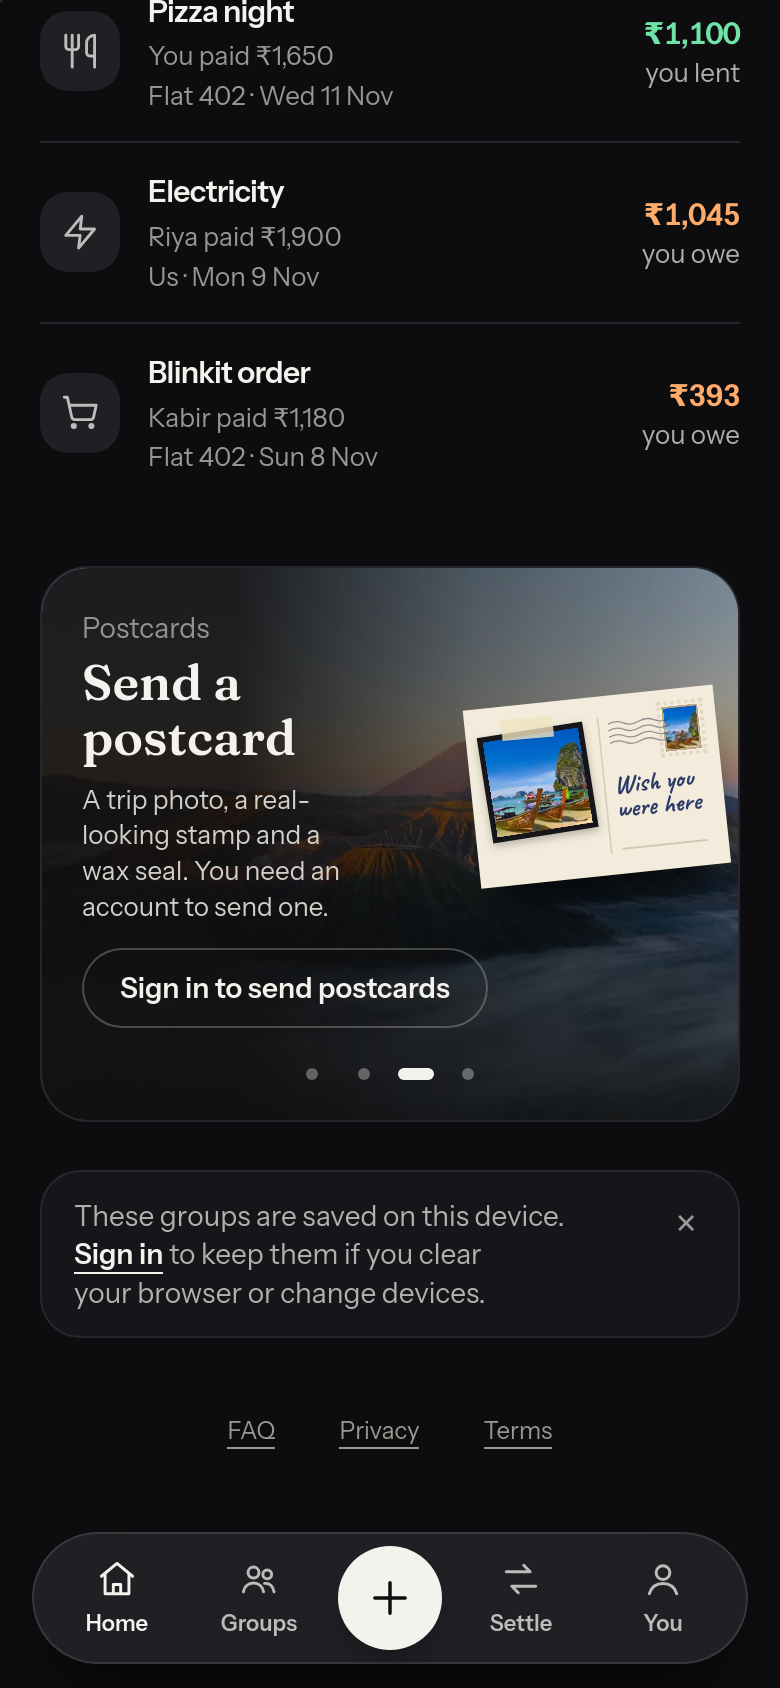 Pizza night
₹1,100
You paid ₹1,650
you lent
Flat 402 · Wed 11 Nov
Electricity
₹1,045
Riya paid ₹1,900
you owe
Us · Mon 9 Nov
Blinkit order
₹393
Kabir paid ₹1,180
you owe
Flat 402 · Sun 8 Nov
Postcards
Send a
postcard
A trip photo, a real-
looking stamp and a
wax seal. You need an
account to send one.
Wish you
were here
Sign in to send postcards
These groups are saved on this device.
Sign in to keep them if you clear
your browser or change devices.
FAQ
Privacy
Terms
Home
Groups
Settle
You